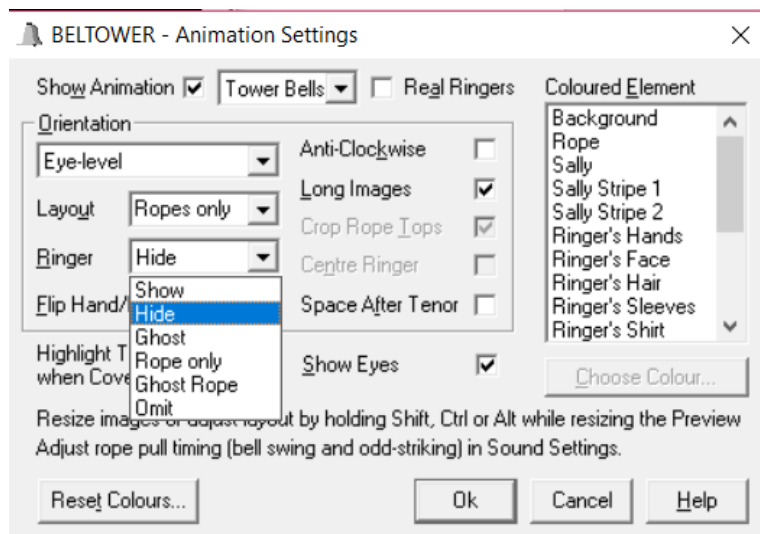 BELTOWER - Animation Settings
Show Animation Tower Bells Real Ringers
Coloured Element
Orientation
Eye-level
Anti-Clockwise
Layout Ropes only
Long Images
Crop Rope Tops
Ringer Hide
Centre Ringer
Show
Hide
Ghost
Rope only
Ghost Rope
Omit
Flip Hand/
Space After Tenor
Highlight T
when Cove
Show Eyes
Background
Rope
Sally
Sally Stripe 1
Sally Stripe 2
Ringer's Hands
Ringer's Face
Ringer's Hair
Ringer's Sleeves
Ringer's Shirt
Choose Colour...
Resize images or adjust layout by holding Shift, Ctrl or Alt while resizing the Preview
Adjust rope pull timing (bell swing and odd-striking) in Sound Settings.
Reset Colours... Ok Cancel Help